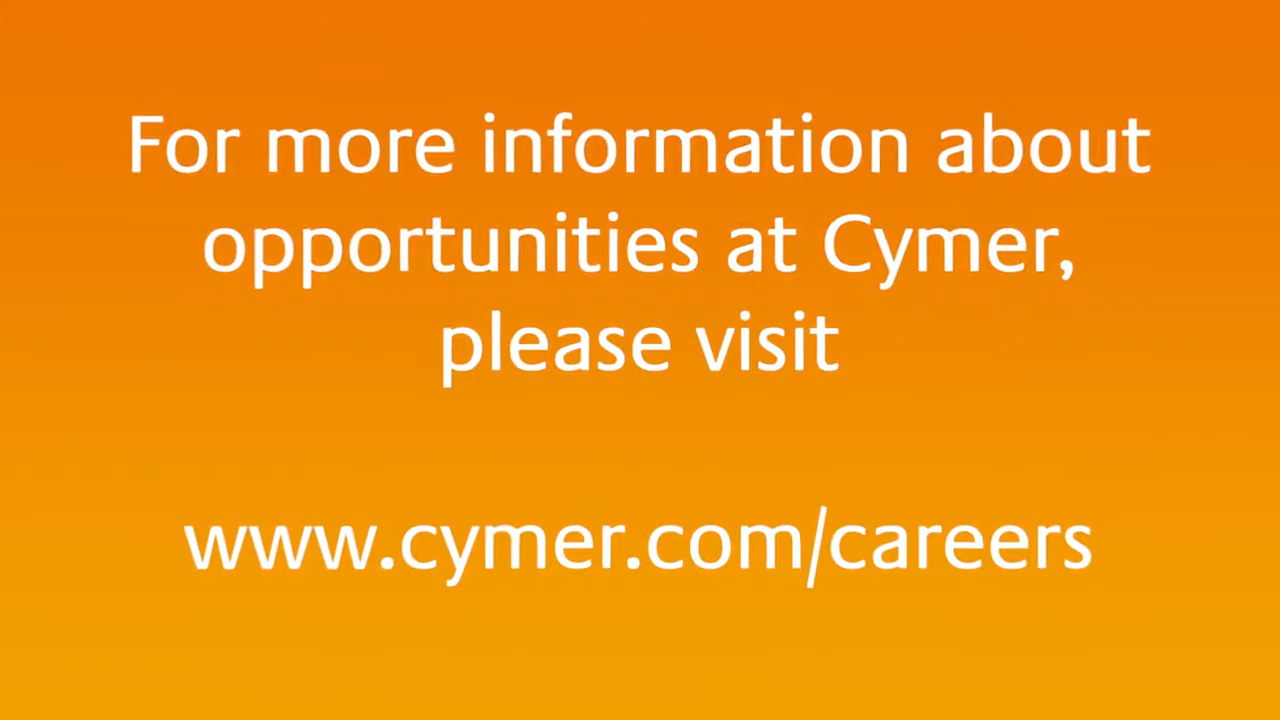 For more information about
opportunities at Cymer,
please visit
www.cymer.com/careers